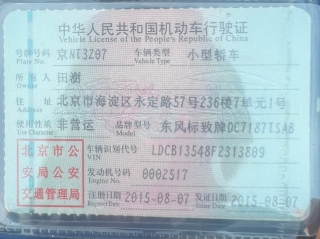 中华人民共和国机动车行驶证
Vehicle License of the People's Republic of China
号牌号码 京N13Z07 车辆类型 小型轿车
Plate No. Vehicle Type
所有人 田澍
Owner
住址 北京市海淀区永定路57号236楼7单元1号
Address
使用性质 非营运 品牌型号 东风标致牌DC7187TSAB
Use Character Model
北京市公安局公安交通管理局
车辆识别代号 LDCB13S48F2313809
VIN
发动机号码 0002517
Engine No.
注册日期 2015-08-07 发证日期 2015-08-07
Register Date Issue Date